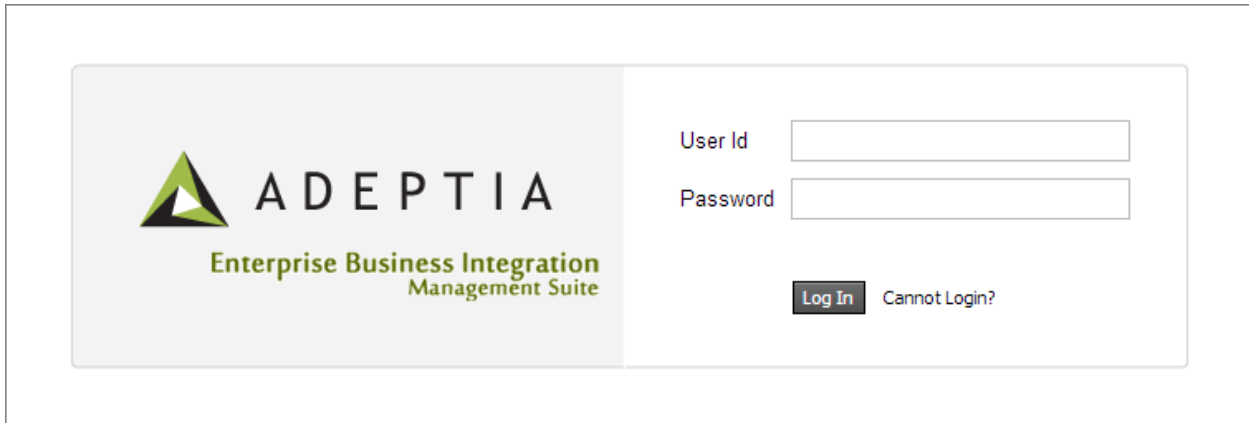 ADEPTIA
Enterprise Business Integration
Management Suite
User Id
Password
Log In Cannot Login?